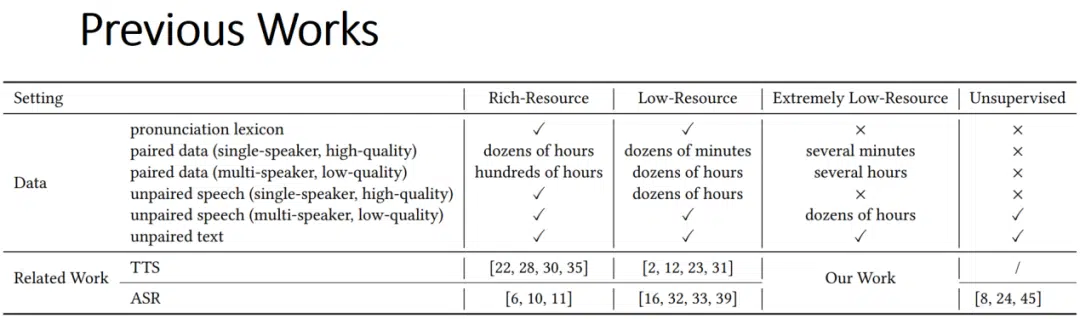 Previous Works
Setting Rich-Resource Low-Resource Extremely Low-Resource Unsupervised
pronunciation lexicon ✓ ✓ × ×
paired data (single-speaker, high-quality) dozens of hours dozens of minutes several minutes ×
paired data (multi-speaker, low-quality) hundreds of hours dozens of hours several hours ×
Data
unpaired speech (single-speaker, high-quality) ✓ dozens of hours × ×
unpaired speech (multi-speaker, low-quality) ✓ ✓ dozens of hours ✓
unpaired text ✓ ✓ ✓ ✓
TTS [22, 28, 30, 35] [2, 12, 23, 31] /
Related Work Our Work
ASR [6, 10, 11] [16, 32, 33, 39] [8, 24, 45]